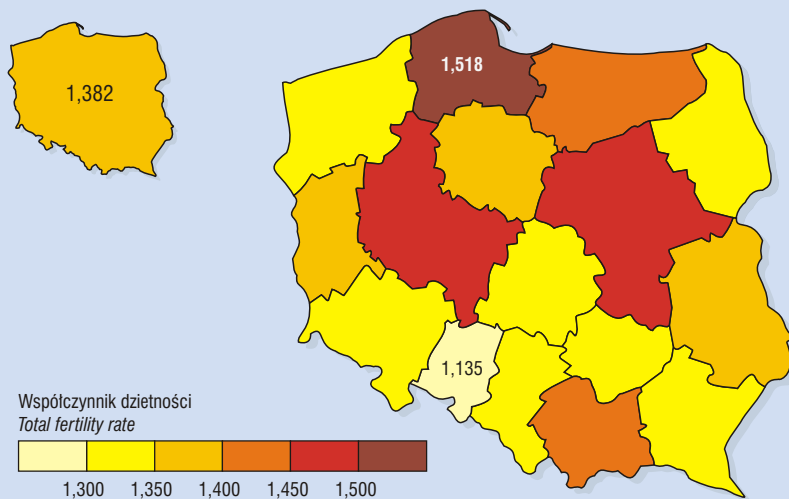 1,382
1,518
1,135
Współczynnik dzietności
Total fertility rate
1,300 1,350 1,400 1,450 1,500